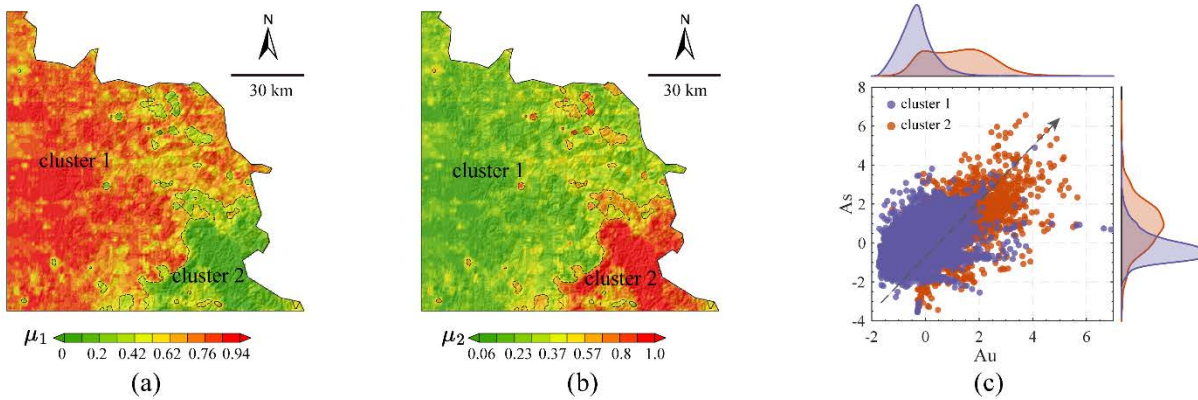 N
30 km
cluster 1
cluster 2
μ1
0 0.2 0.42 0.62 0.76 0.94
(a)
N
30 km
cluster 1
cluster 2
μ2
0.06 0.23 0.37 0.57 0.8 1.0
(b)
cluster 1
cluster 2
As
8
6
4
2
0
-2
-4
-2 0 2 4 6
Au
(c)